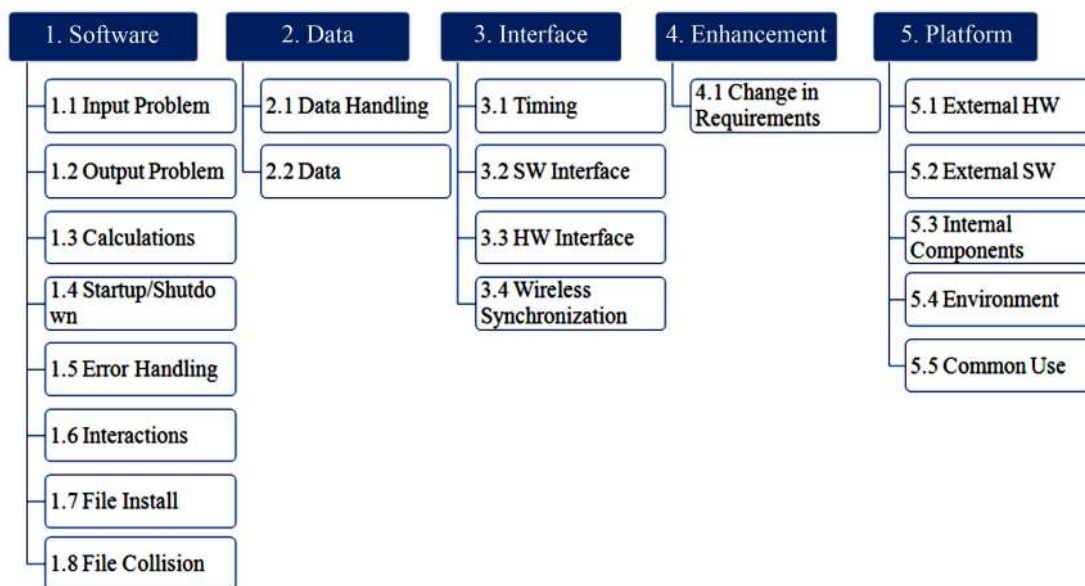 1. Software
1.1 Input Problem
1.2 Output Problem
1.3 Calculations
1.4 Startup/Shutdo
wn
1.5 Error Handling
1.6 Interactions
1.7 File Install
1.8 File Collision
2. Data
2.1 Data Handling
2.2 Data
3. Interface
3.1 Timing
3.2 SW Interface
3.3 HW Interface
3.4 Wireless
Synchronization
4. Enhancement
4.1 Change in
Requirements
5. Platform
5.1 External HW
5.2 External SW
5.3 Internal
Components
5.4 Environment
5.5 Common Use